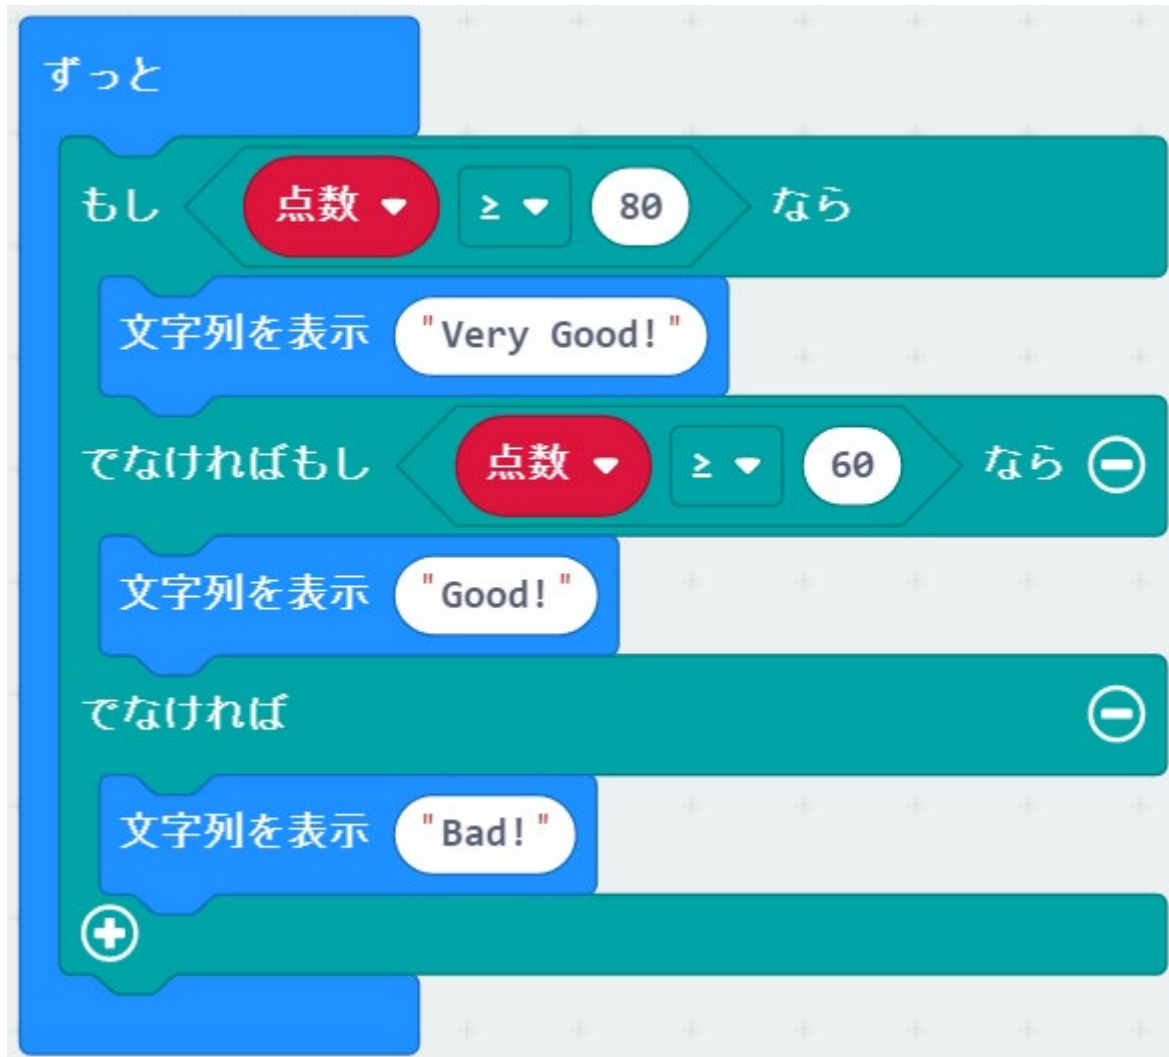 ずっと
もし 点数 ≥ 80 なら
文字列を表示 "Very Good!"
でなければもし 点数 ≥ 60 なら
文字列を表示 "Good!"
でなければ
文字列を表示 "Bad!"